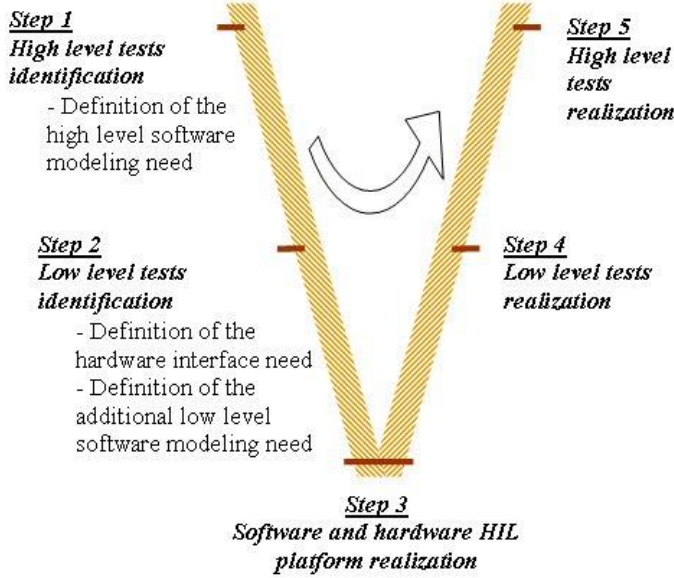 Step 1
High level tests
identification
- Definition of the
high level software
modeling need
Step 2
Low level tests
identification
- Definition of the
hardware interface need
- Definition of the
additional low level
software modeling need
Step 3
Software and hardware HIL
platform realization
Step 4
Low level tests
realization
Step 5
High level
tests
realization